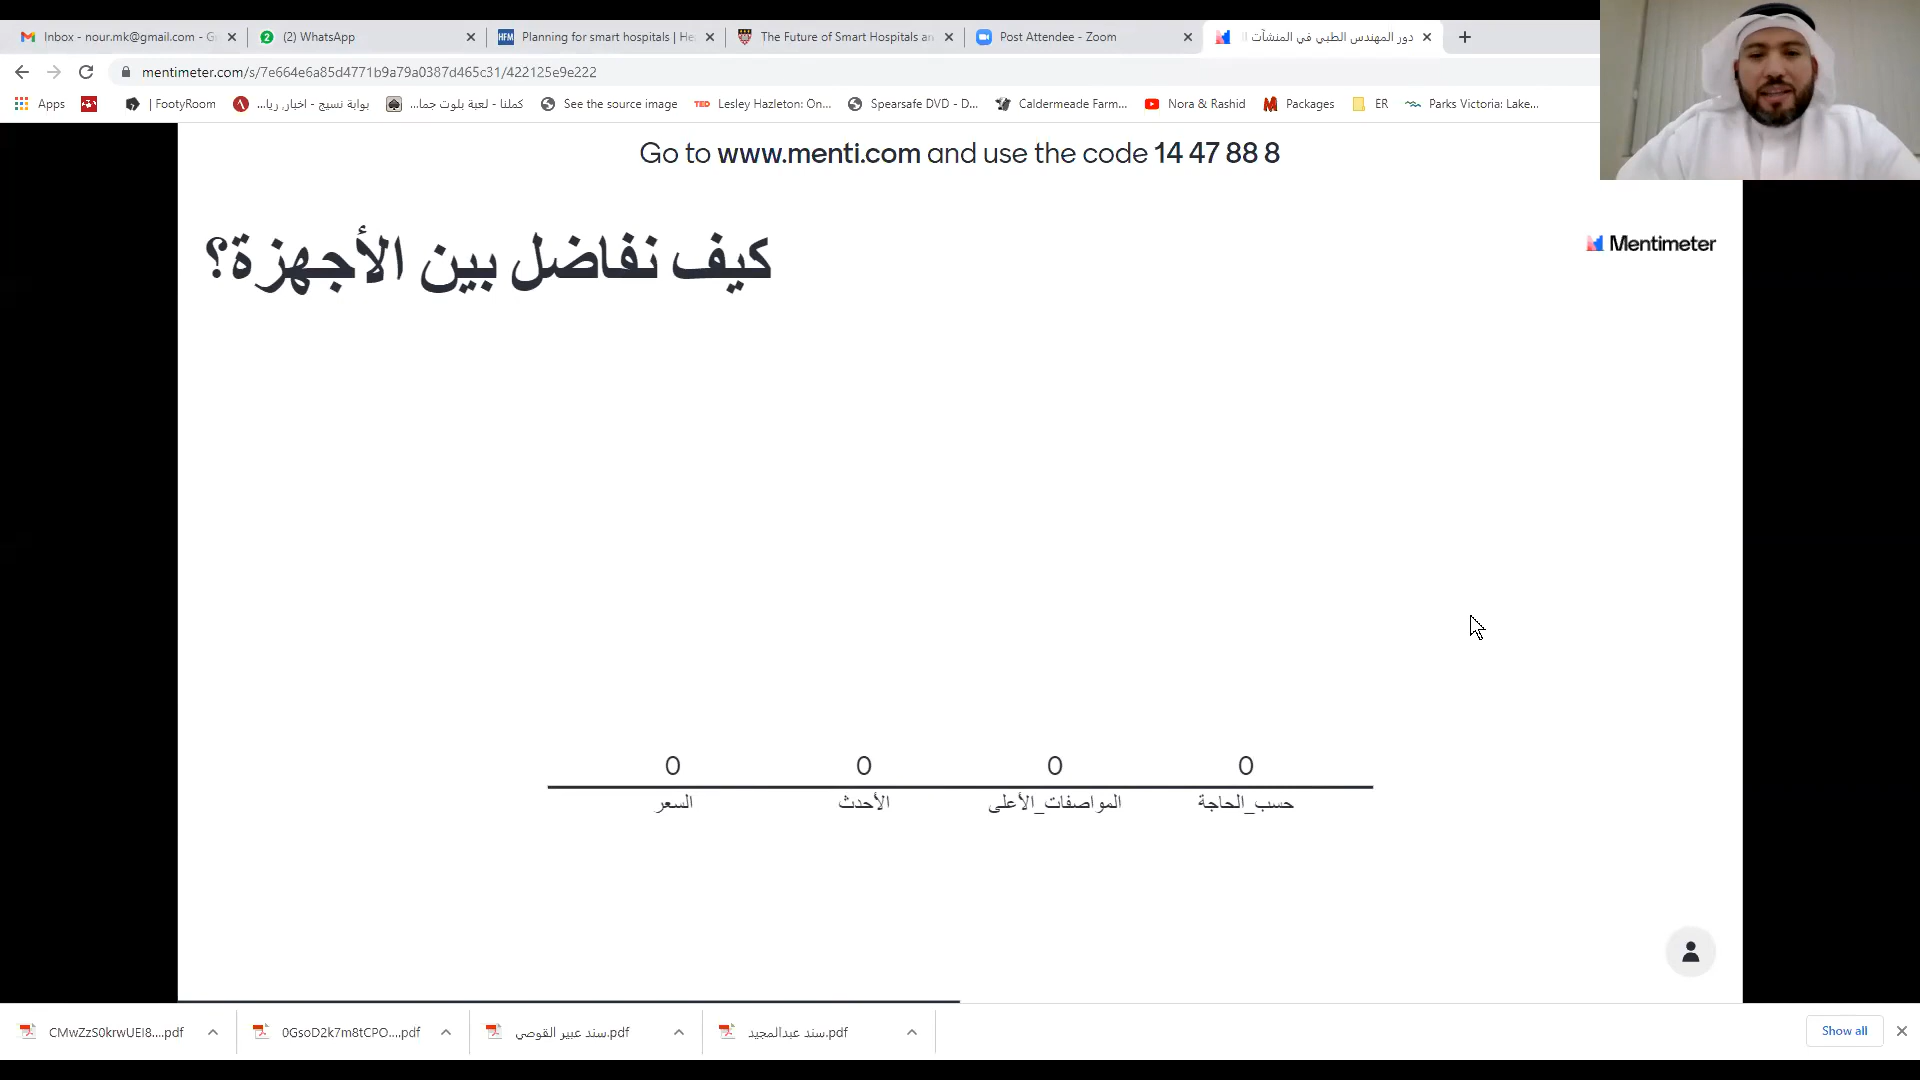 Inbox - nour.mk@gmail.com - G
(2) WhatsApp
Planning for smart hospitals | He
The Future of Smart Hospitals an
Post Attendee - Zoom
دور المهندس الطبي في المنشآت ال
mentimeter.com/s/7e664e6a85d4771b9a79a0387d465c31/422125e9e222
Apps
| FootyRoom
بوابة نسيج - اخبار, ريا...
كملنا - لعبة بلوت جما...
See the source image
TED Lesley Hazleton: On...
Spearsafe DVD - D...
Caldermeade Farm...
Nora & Rashid
Packages
ER
Parks Victoria: Lake...
Go to www.menti.com and use the code 14 47 88 8
كيف نفاضل بين الأجهزة؟
Mentimeter
0 0 0 0
السعر
الأحدث
المواصفات_الأعلى
حسب_الحاجة
CMwZzS0krwUEI8....pdf
0GsoD2k7m8tCPO....pdf
سند عبير القوصي.pdf
سند عبدالمجيد.pdf
Show all